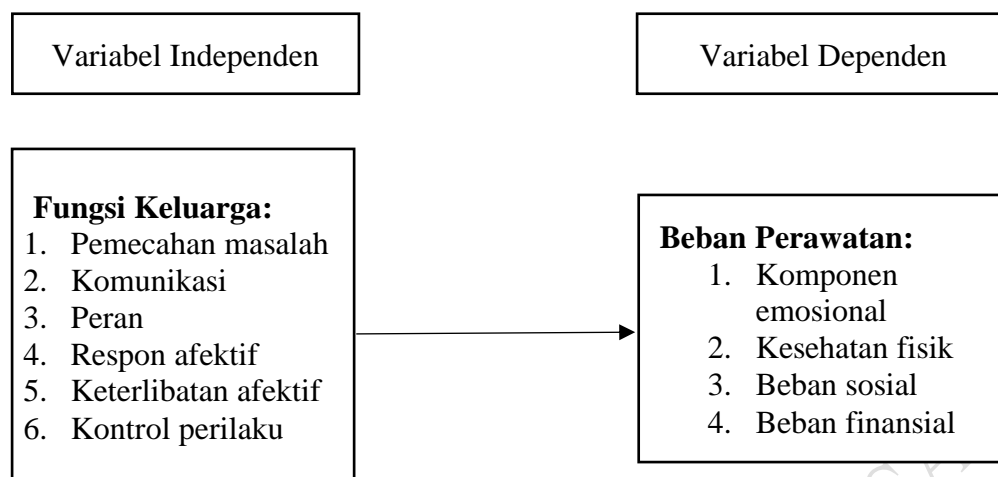 Variabel Independen
Variabel Dependen
Fungsi Keluarga:
1. Pemecahan masalah
2. Komunikasi
3. Peran
4. Respon afektif
5. Keterlibatan afektif
6. Kontrol perilaku
Beban Perawatan:
1. Komponen
emosional
2. Kesehatan fisik
3. Beban sosial
4. Beban finansial